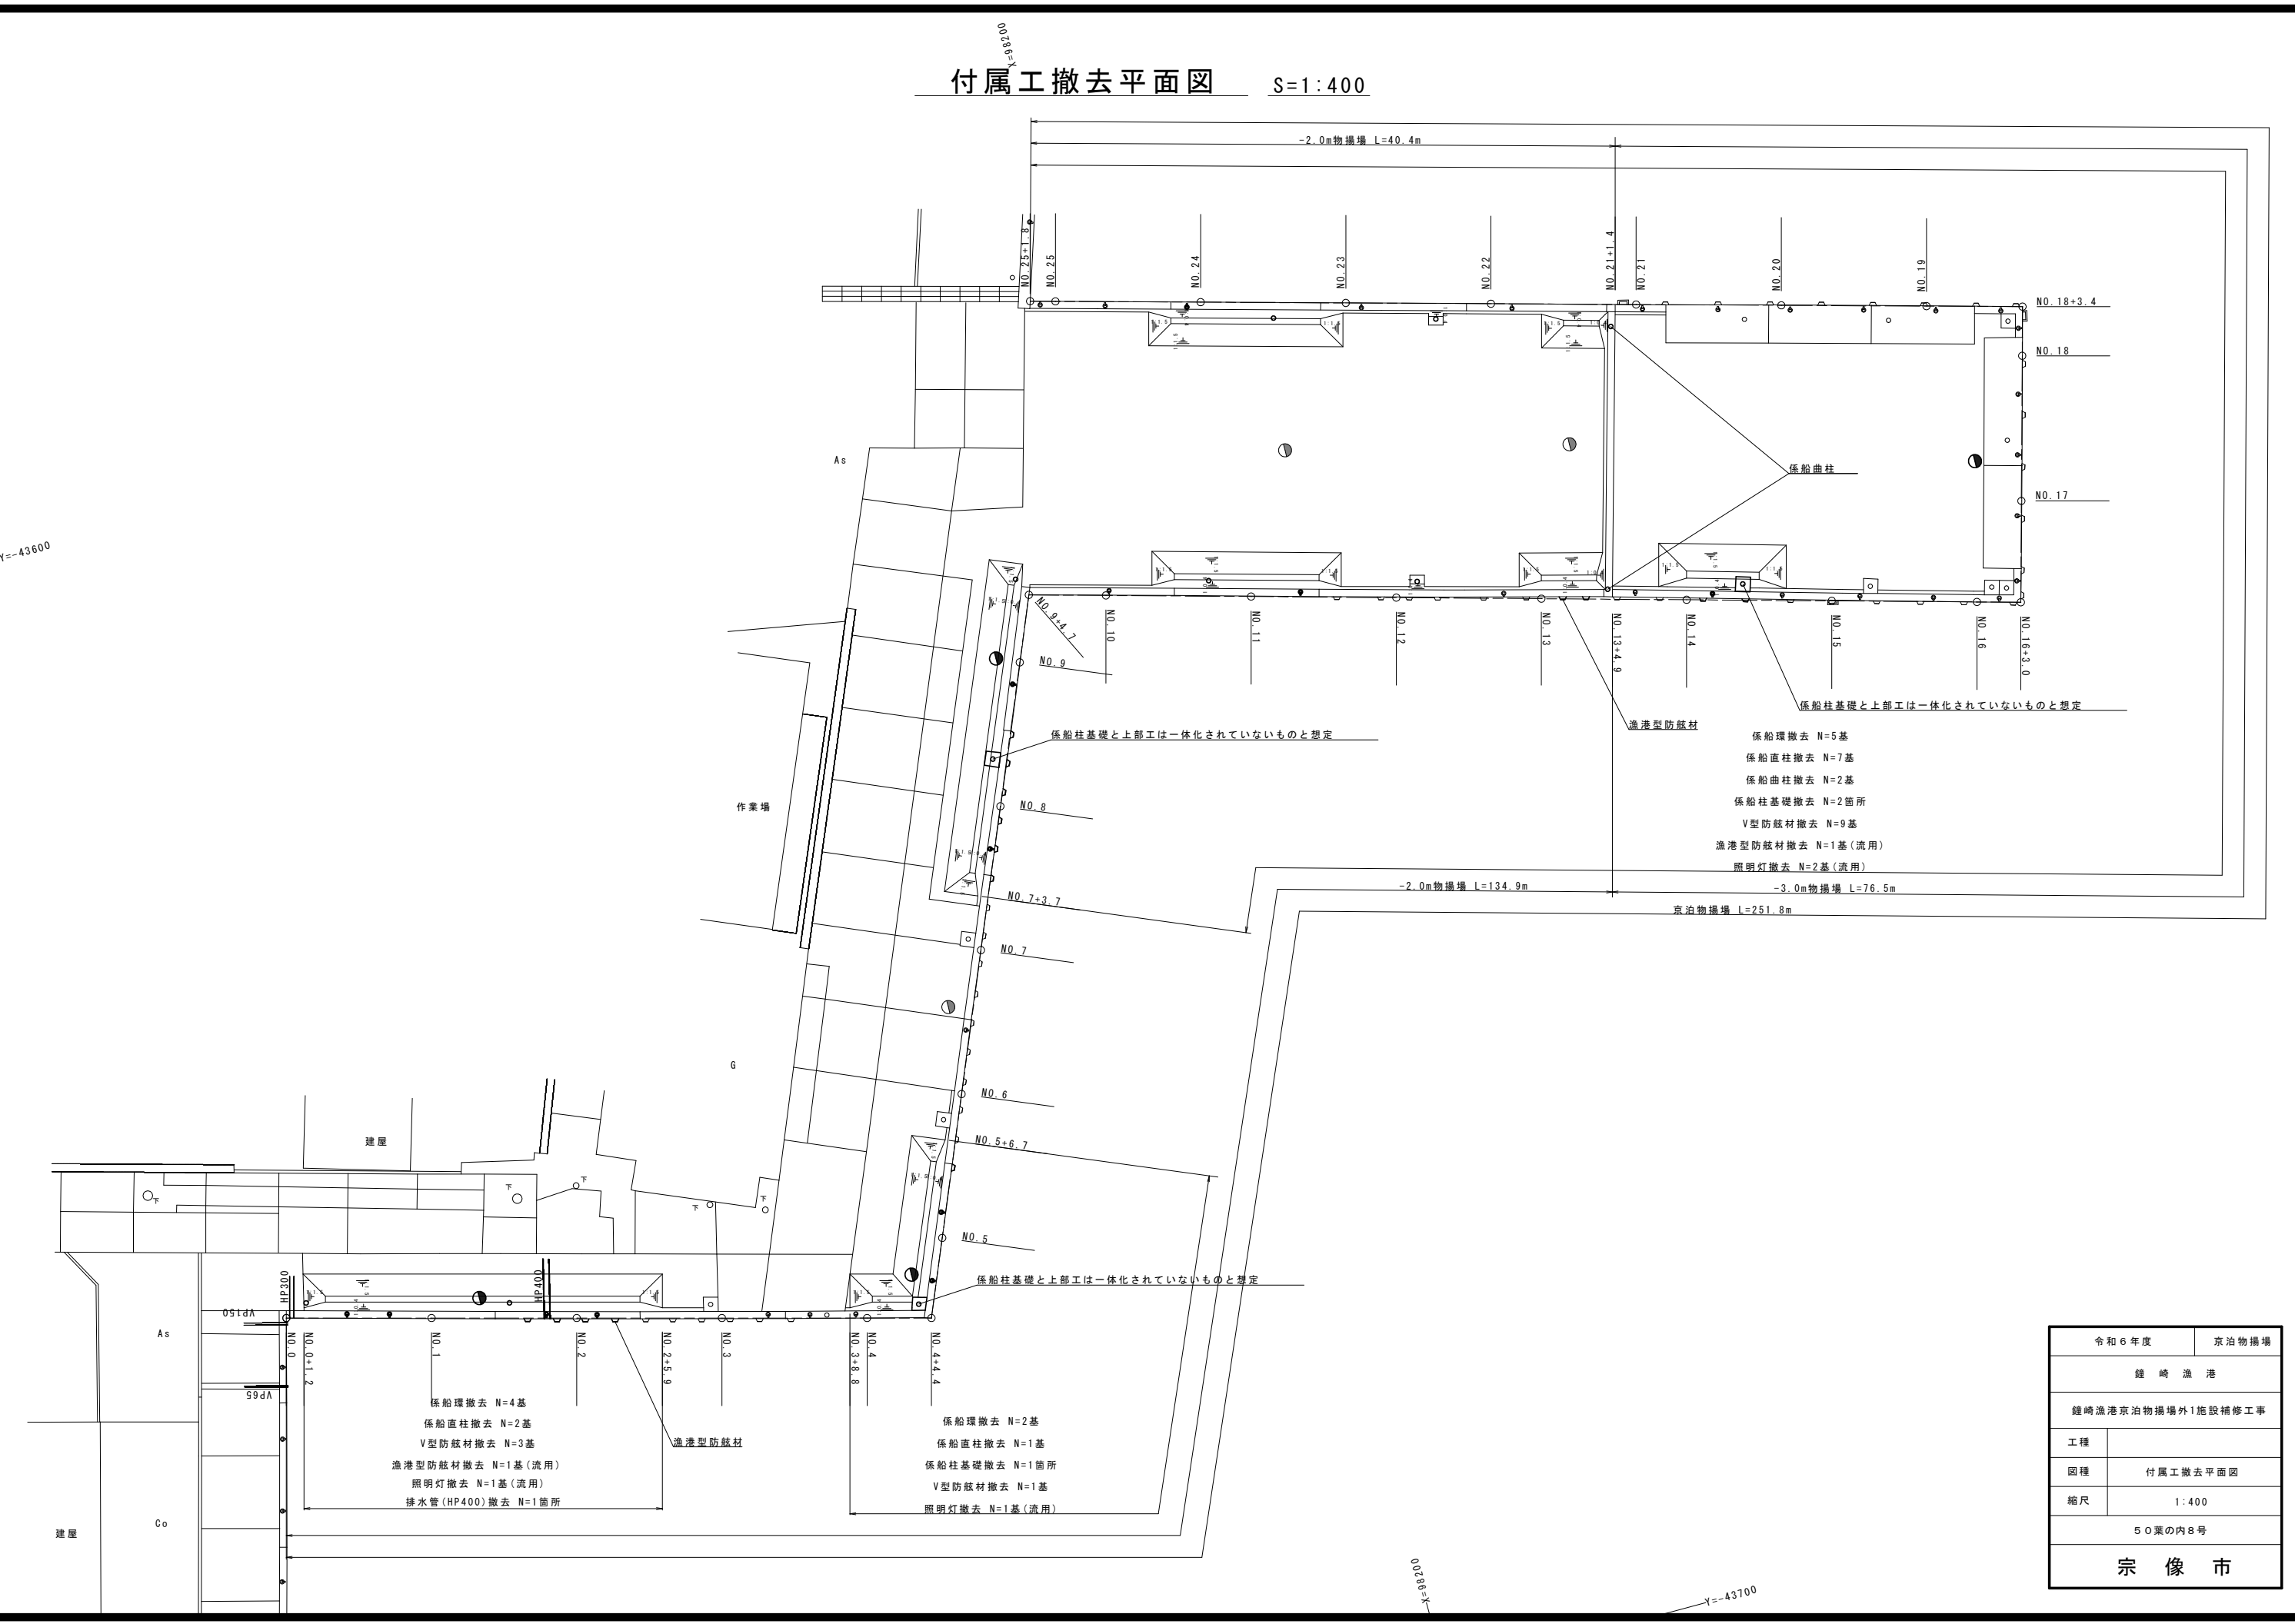 X=98200
付属工撤去平面図 S=1:400
-2.0m物揚場 L=40.4m
NO.25+1.8
NO.25
NO.24
NO.23
NO.22
NO.21+1.4
NO.21
NO.20
NO.19
NO.18+3.4
NO.18
NO.17
係船曲柱
As
Y=-43600
NO.9+4.7
NO.10
NO.11
NO.12
NO.13
NO.13+4.9
NO.14
NO.15
NO.16
NO.16+3.0
NO.9
係船柱基礎と上部工は一体化されていないものと想定
漁港型防舷材
係船柱基礎と上部工は一体化されていないものと想定
係船環撤去 N=5基
係船直柱撤去 N=7基
係船曲柱撤去 N=2基
係船柱基礎撤去 N=2箇所
V型防舷材撤去 N=9基
漁港型防舷材撤去 N=1基(流用)
照明灯撤去 N=2基(流用)
作業場
NO.8
NO.7+3.7
-2.0m物揚場 L=134.9m
-3.0m物揚場 L=76.5m
京泊物揚場 L=251.8m
NO.7
G
NO.6
建屋
NO.5+6.7
下
下
下
下
下
NO.5
係船柱基礎と上部工は一体化されていないものと想定
HP300
HP400
VP150
As
VP65
NO.0
NO.0+1.2
NO.1
NO.2
NO.2+5.9
NO.3
NO.3+8.8
NO.4
NO.4+4.4
係船環撤去 N=4基
係船直柱撤去 N=2基
V型防舷材撤去 N=3基
漁港型防舷材撤去 N=1基(流用)
照明灯撤去 N=1基(流用)
排水管(HP400)撤去 N=1箇所
漁港型防舷材
係船環撤去 N=2基
係船直柱撤去 N=1基
係船柱基礎撤去 N=1箇所
V型防舷材撤去 N=1基
照明灯撤去 N=1基(流用)
建屋
Co
X=98200
Y=-43700
令和6年度 京泊物揚場
鐘崎漁港
鐘崎漁港京泊物揚場外1施設補修工事
工種
図種 付属工撤去平面図
縮尺 1:400
50葉の内8号
宗像市